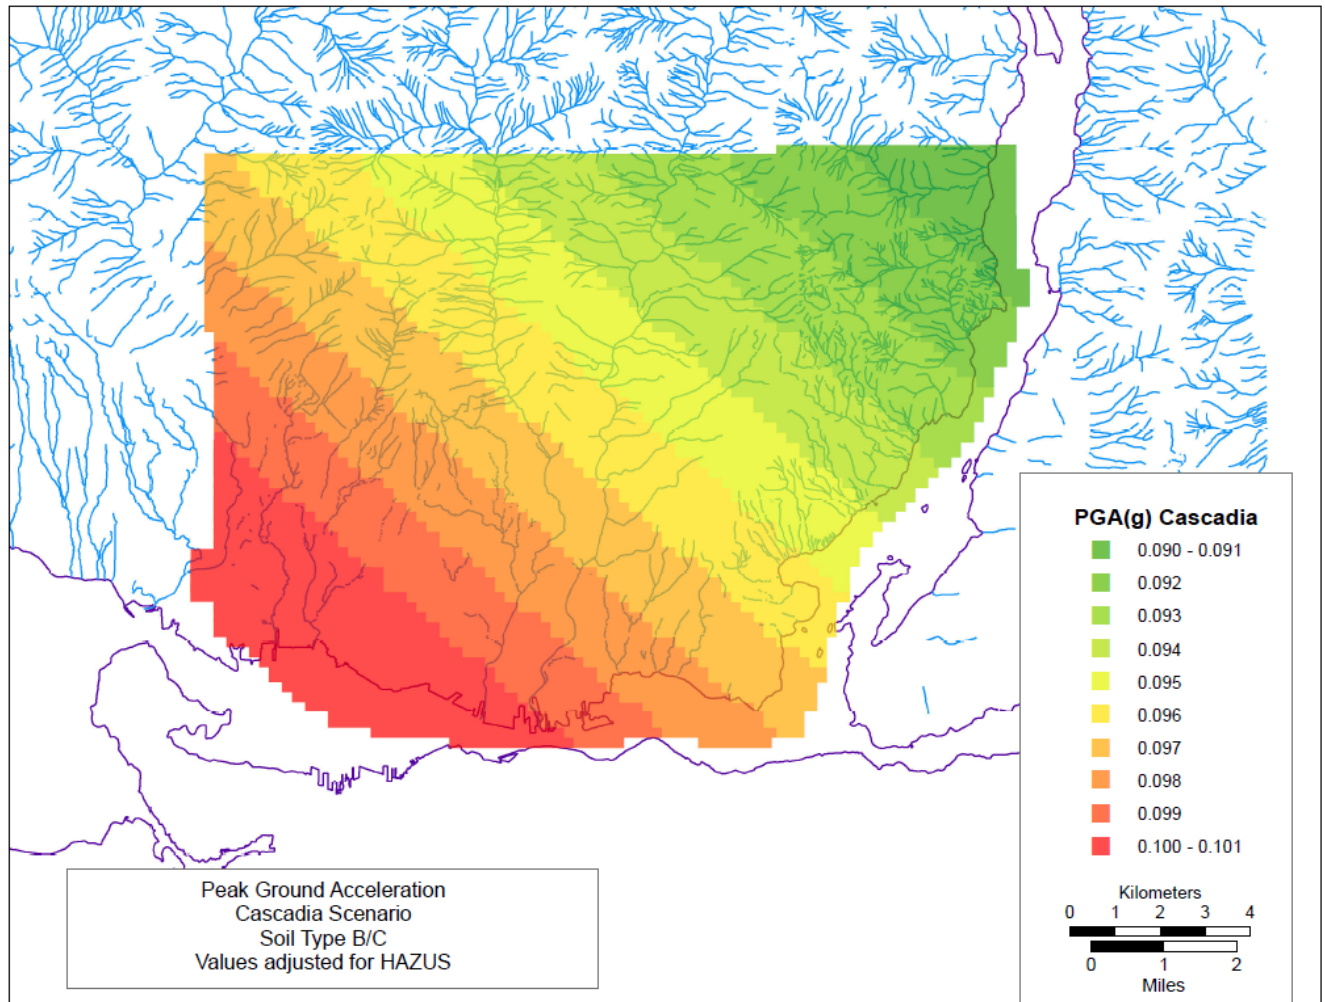 PGA(g) Cascadia
0.090 - 0.091
0.092
0.093
0.094
0.095
0.096
0.097
0.098
0.099
0.100 - 0.101
Kilometers
0 1 2 3 4
0 1 2
Miles
Peak Ground Acceleration
Cascadia Scenario
Soil Type B/C
Values adjusted for HAZUS